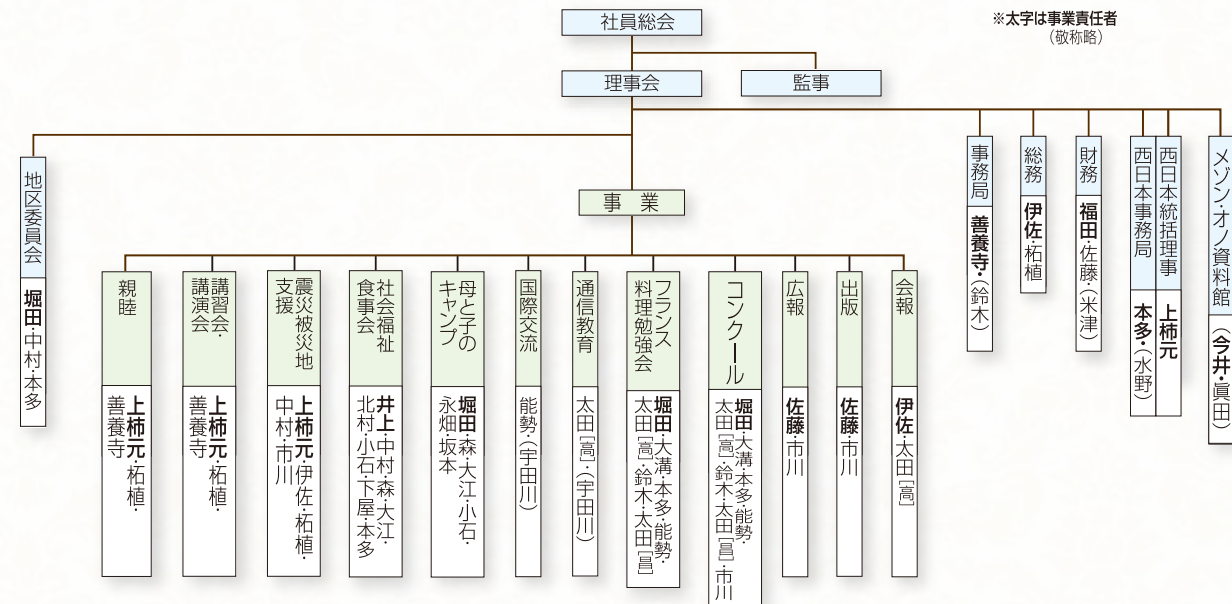 社員総会
※太字は事業責任者
(敬称略)
理事会
監事
地区委員会
堀田・中村・本多
事務局
善養寺・(鈴木)
総務
伊佐・柘植
財務
福田・佐藤・(米津)
西日本統括理事
上柿元
西日本事務局
本多・(水野)
メゾン・オノ資料館
(今井・眞田)
事業
親睦
上柿元・柘植・
善養寺
講習会・
講演会
上柿元・柘植・
善養寺
震災被災地
支援
上柿元・伊佐・柘植・
中村・市川
社会福祉
食事会
井上・中村・森・大江・
北村・小石・下屋・本多
母と子の
キャンプ
堀田・森・大江・小石・
永畑・坂本
国際交流
能勢・(宇田川)
通信教育
太田[高]・(宇田川)
フランス
料理勉強会
堀田・大溝・本多・能勢・
太田[高]・鈴木・太田[昌]
コンクール
堀田・大溝・本多・能勢・
太田[高]・鈴木・太田[昌]・市川
広報
佐藤・市川
出版
佐藤・市川
会報
伊佐・太田[高]